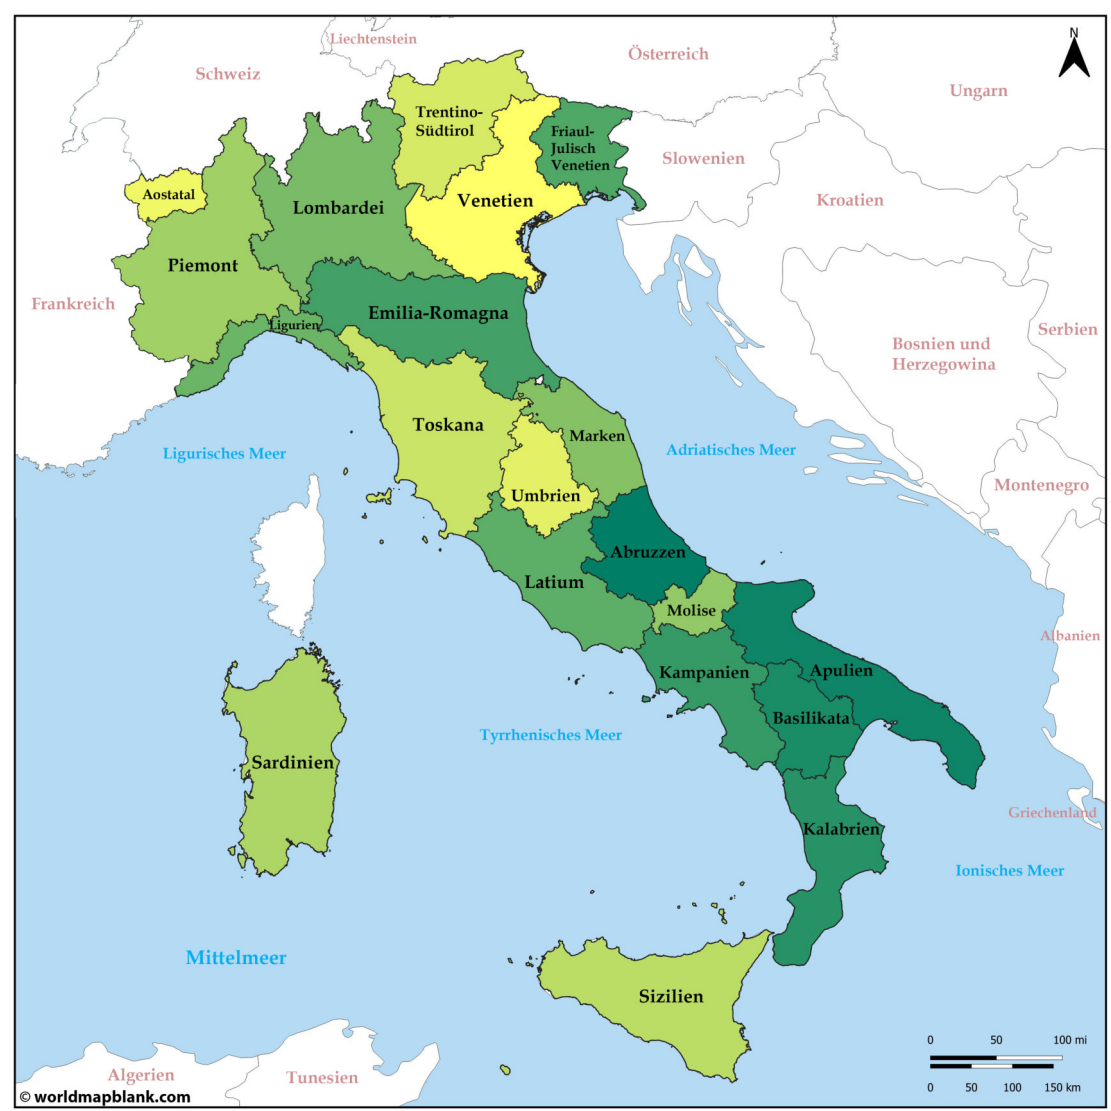 N
Liechtenstein
Österreich
Schweiz
Ungarn
Trentino-
Südtirol
Friaul-
Julisch
Venetien
Slowenien
Aostatal
Venetien
Kroatien
Lombardei
Piemont
Frankreich
Emilia-Romagna
Ligurien
Serbien
Bosnien und
Herzegowina
Toskana
Marken
Ligurisches Meer
Adriatisches Meer
Umbrien
Montenegro
Abruzzen
Latium
Molise
Albanien
Kampanien
Apulien
Basilikata
Tyrrhenisches Meer
Sardinien
Griechenland
Kalabrien
Ionisches Meer
Mittelmeer
Sizilien
0 50 100 mi
0 50 100 150 km
Algerien
Tunesien
© worldmapblank.com